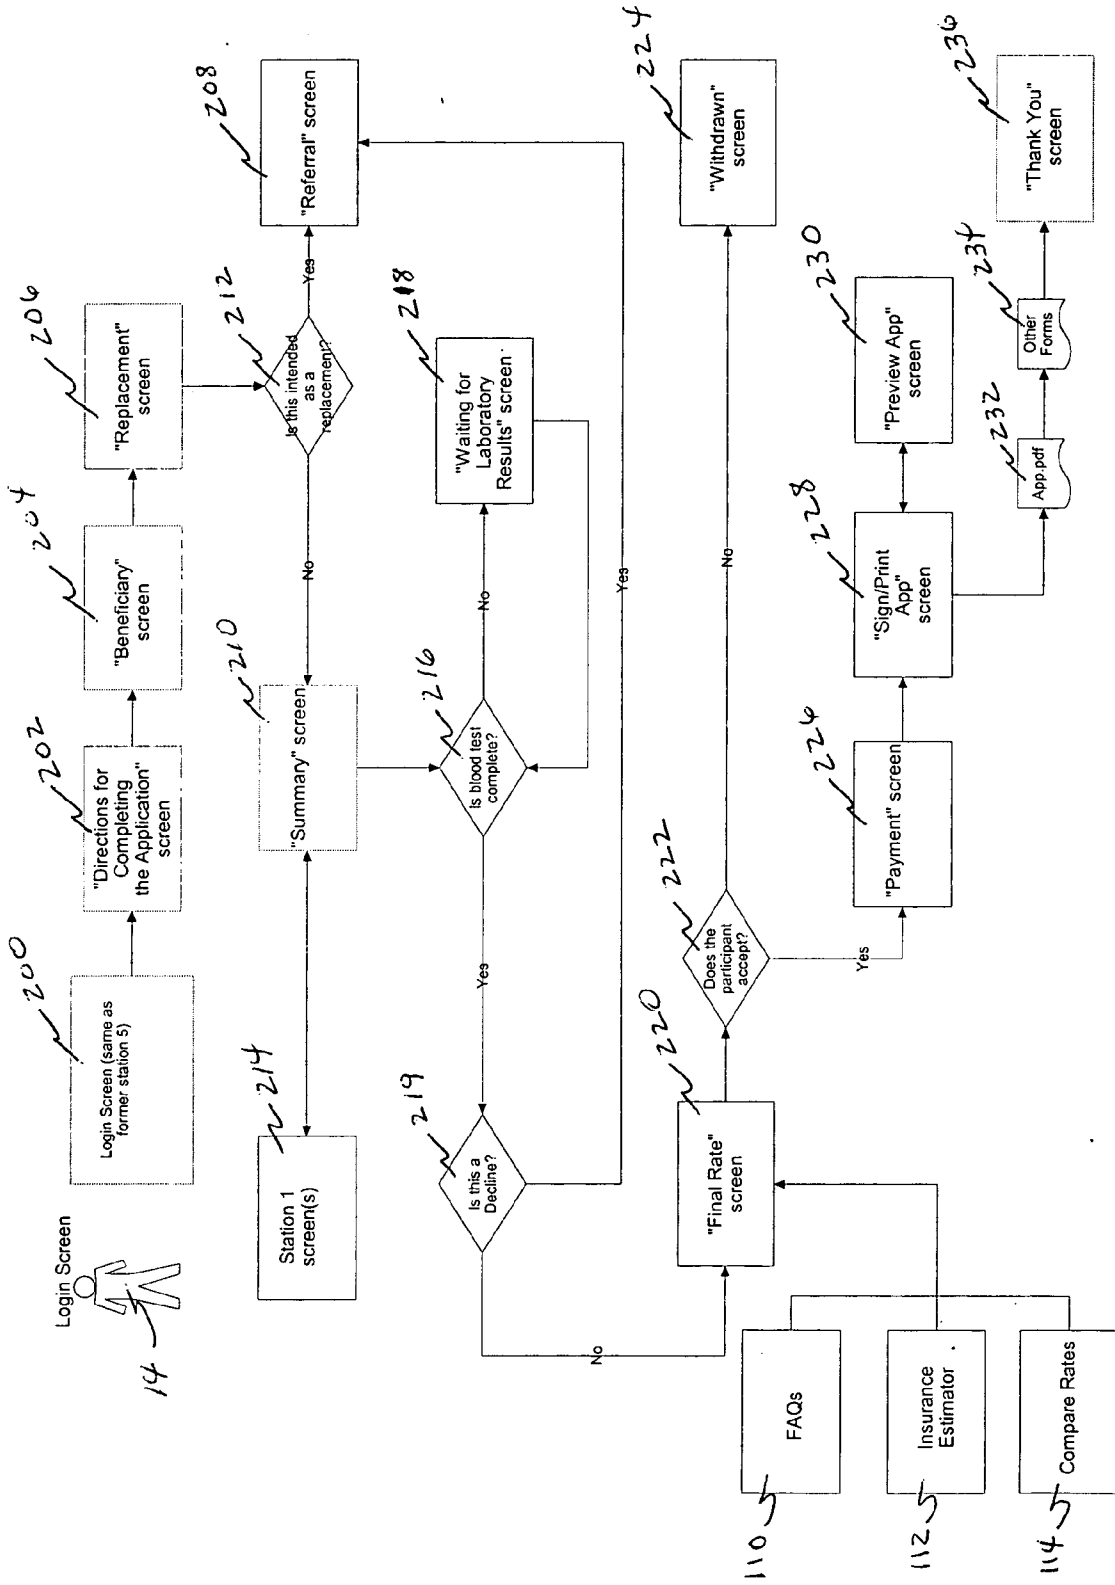 Login Screen
14
200
Login Screen (same as
former station 5)
202
"Directions for
Completing
the Application"
screen
204
"Beneficiary"
screen
206
"Replacement"
screen
208
"Referral" screen
Yes
212
Is this intended
as a
replacement?
No
210
"Summary" screen
214
Station 1
screen(s)
216
Is blood test
complete?
No
218
"Waiting for
Laboratory
Results" screen
Yes
219
Is this a
Decline?
Yes
No
220
"Final Rate"
screen
222
Does the
participant
accept?
No
224
"Withdrawn"
screen
Yes
226
"Payment" screen
228
"Sign/Print
App"
screen
230
"Preview App"
screen
232
App.pdf
234
Other
Forms
236
"Thank You"
screen
110
FAQs
112
Insurance
Estimator
114
Compare Rates